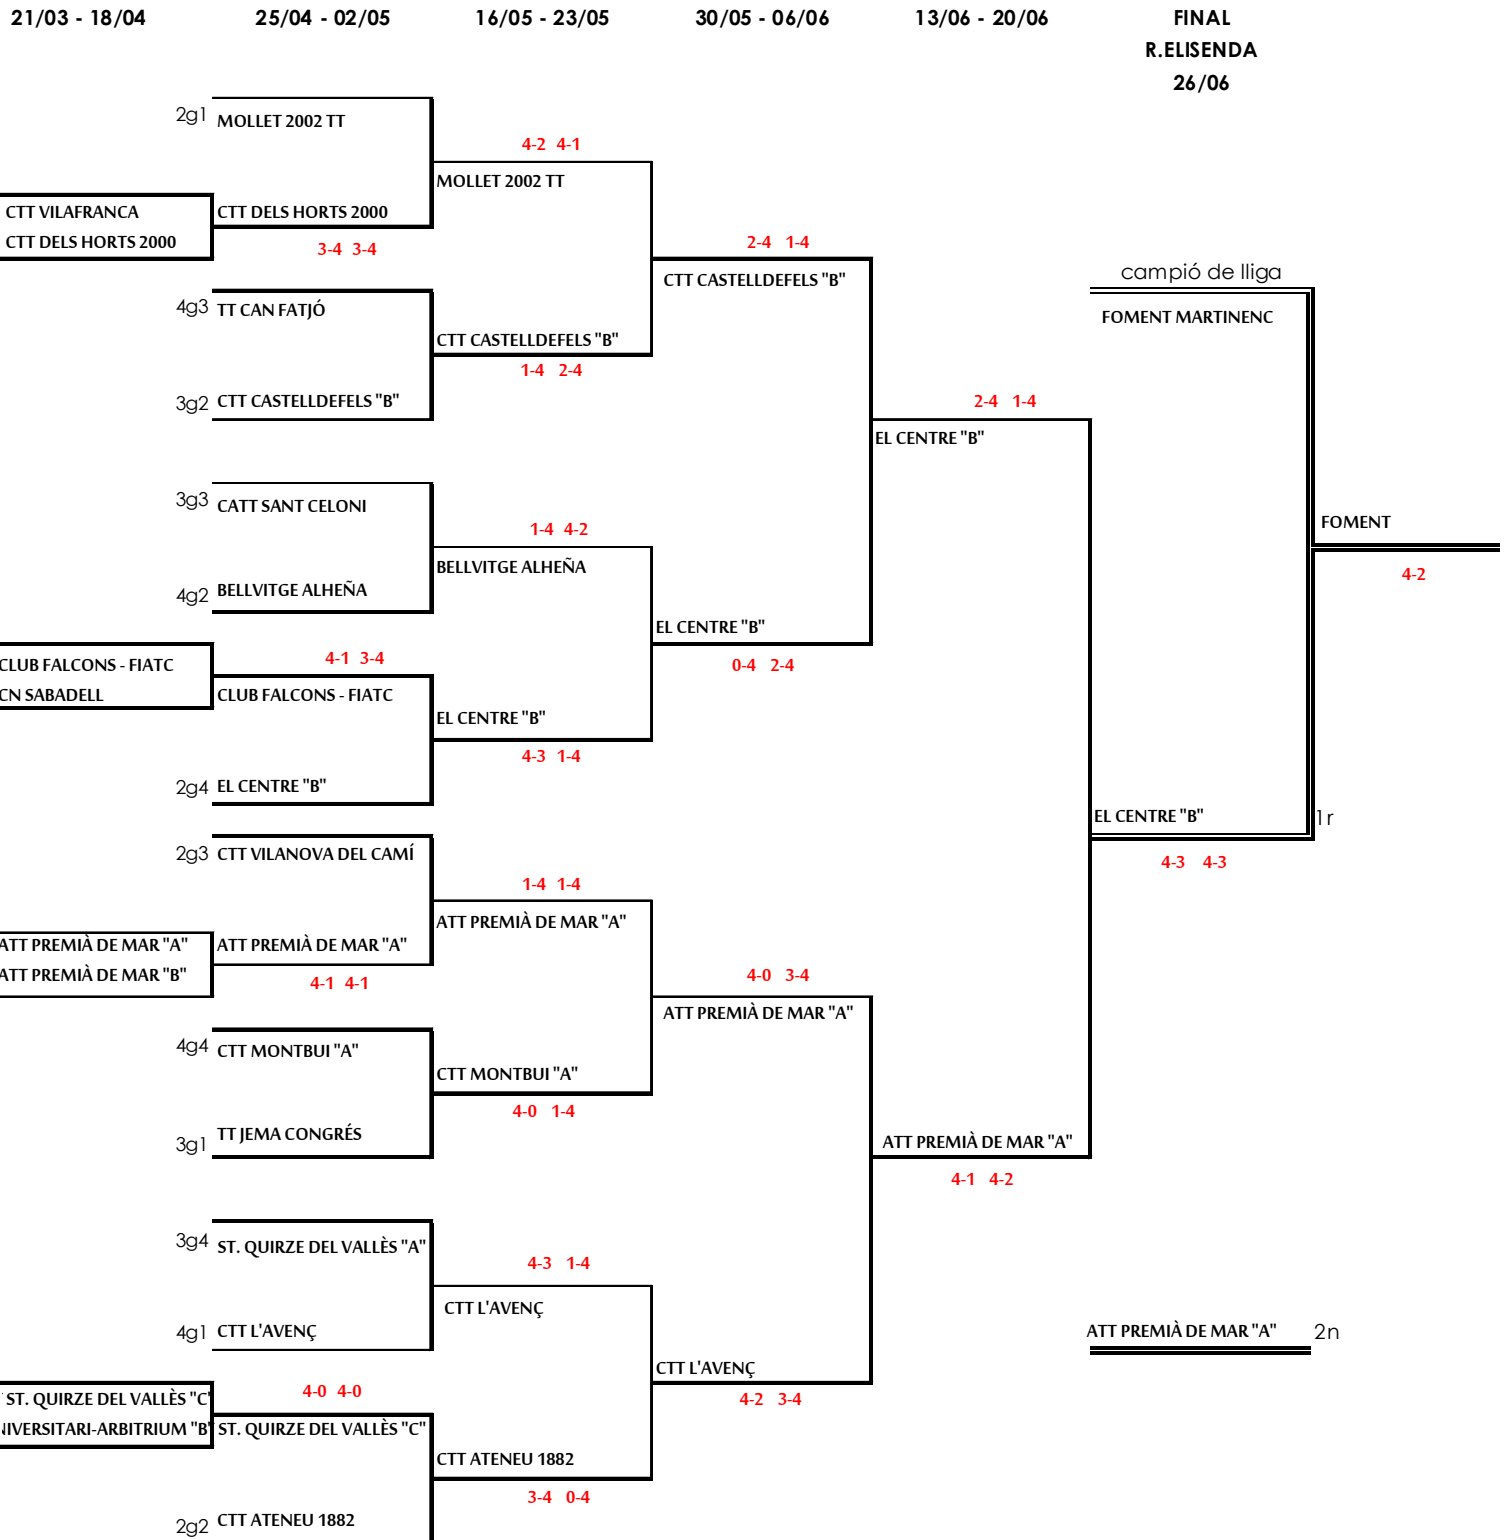 21/03 - 18/04 25/04 - 02/05 16/05 - 23/05 30/05 - 06/06 13/06 - 20/06 FINAL
R.ELISENDA
26/06
2g1 MOLLET 2002 TT
4-2 4-1
MOLLET 2002 TT
CTT VILAFRANCA CTT DELS HORTS 2000
CTT DELS HORTS 2000 3-4 3-4 2-4 1-4
campió de lliga
CTT CASTELLDEFELS "B"
4g3 TT CAN FATJÓ FOMENT MARTINENC
CTT CASTELLDEFELS "B"
1-4 2-4
3g2 CTT CASTELLDEFELS "B" 2-4 1-4
EL CENTRE "B"
3g3 CATT SANT CELONI
1-4 4-2 FOMENT
BELLVITGE ALHEÑA 4-2
4g2 BELLVITGE ALHEÑA
EL CENTRE "B"
CLUB FALCONS - FIATC 4-1 3-4 0-4 2-4
CN SABADELL CLUB FALCONS - FIATC
EL CENTRE "B"
4-3 1-4
2g4 EL CENTRE "B"
EL CENTRE "B" 1r
2g3 CTT VILANOVA DEL CAMÍ 4-3 4-3
1-4 1-4
ATT PREMIÀ DE MAR "A"
ATT PREMIÀ DE MAR "A" ATT PREMIÀ DE MAR "A"
ATT PREMIÀ DE MAR "B" 4-1 4-1 4-0 3-4
ATT PREMIÀ DE MAR "A"
4g4 CTT MONTBUI "A"
CTT MONTBUI "A"
4-0 1-4
3g1 TT JEMA CONGRÉS ATT PREMIÀ DE MAR "A"
4-1 4-2
3g4 ST. QUIRZE DEL VALLÈS "A"
4-3 1-4
CTT L'AVENÇ
4g1 CTT L'AVENÇ ATT PREMIÀ DE MAR "A" 2n
CTT L'AVENÇ
ST. QUIRZE DEL VALLÈS "C" 4-0 4-0 4-2 3-4
NIVERSITARI-ARBITRIUM "B" ST. QUIRZE DEL VALLÈS "C"
CTT ATENEU 1882
3-4 0-4
2g2 CTT ATENEU 1882